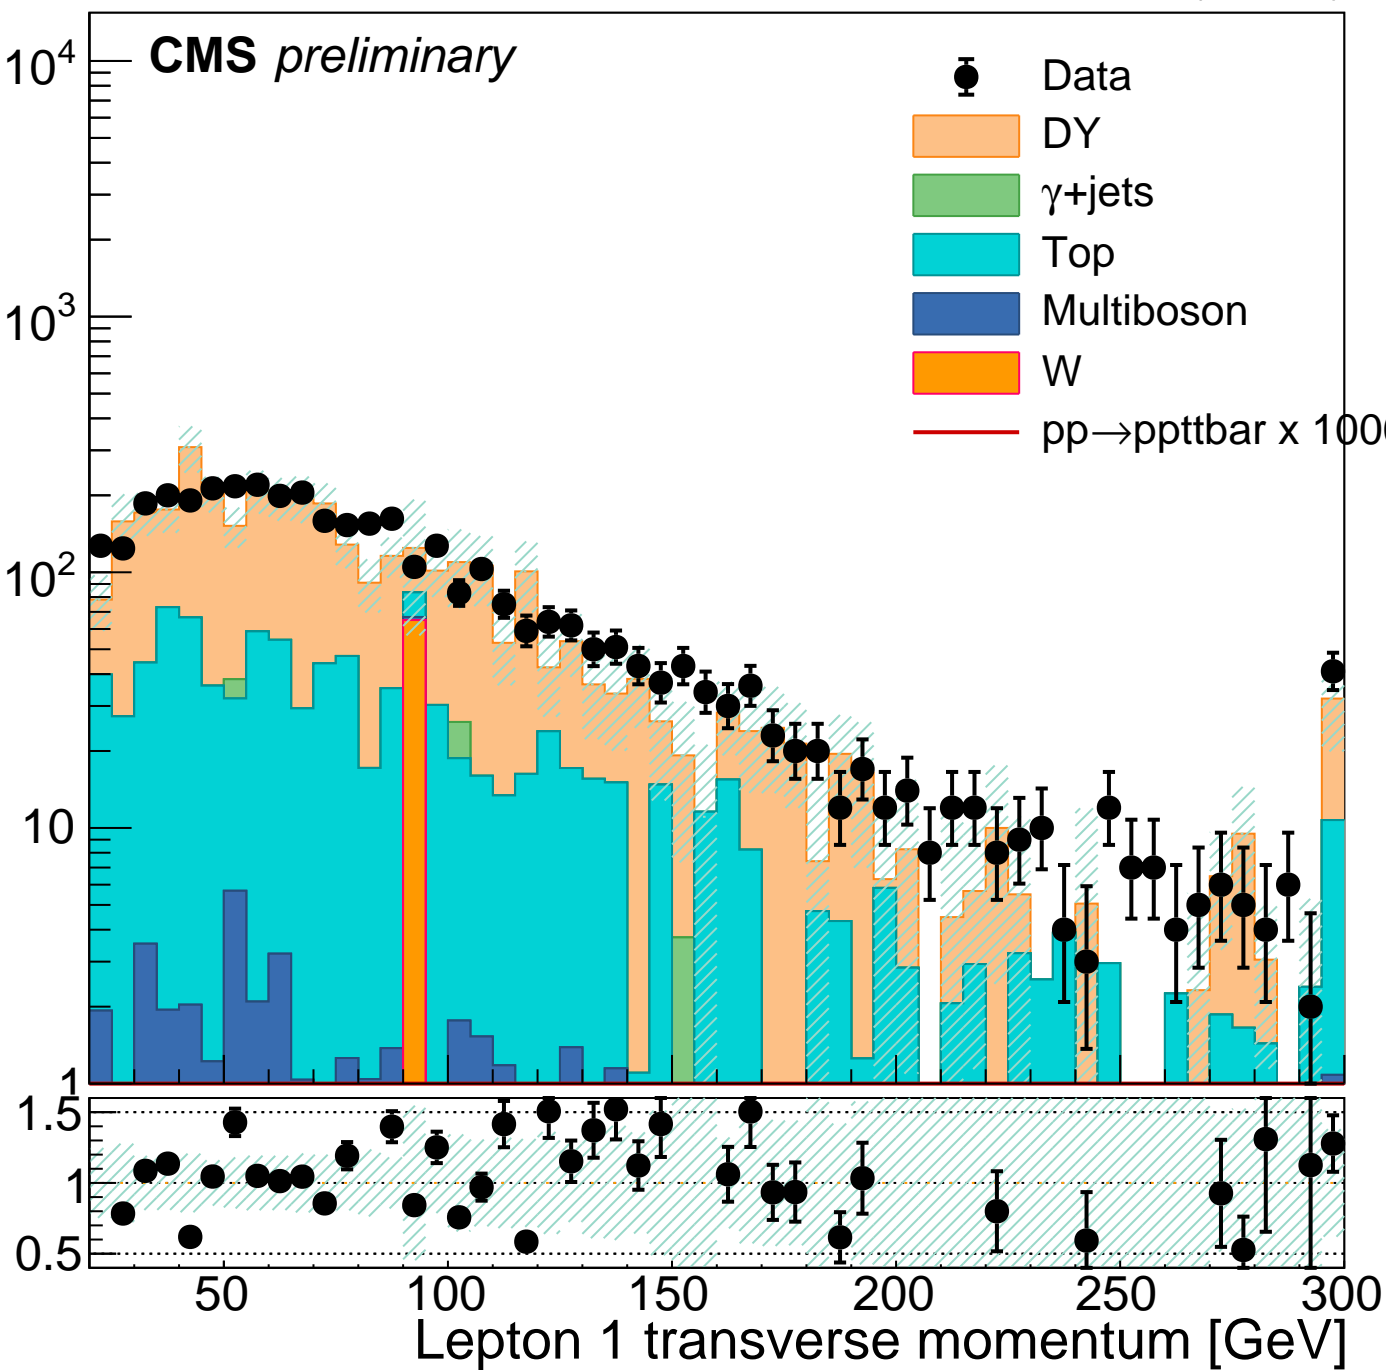 CMS preliminary
Data
DY
γ+jets
Top
Multiboson
W
pp→ppttbar x 100
10⁴
10³
10²
10
1
1.5
1
0.5
50 100 150 200 250 300
Lepton 1 transverse momentum [GeV]